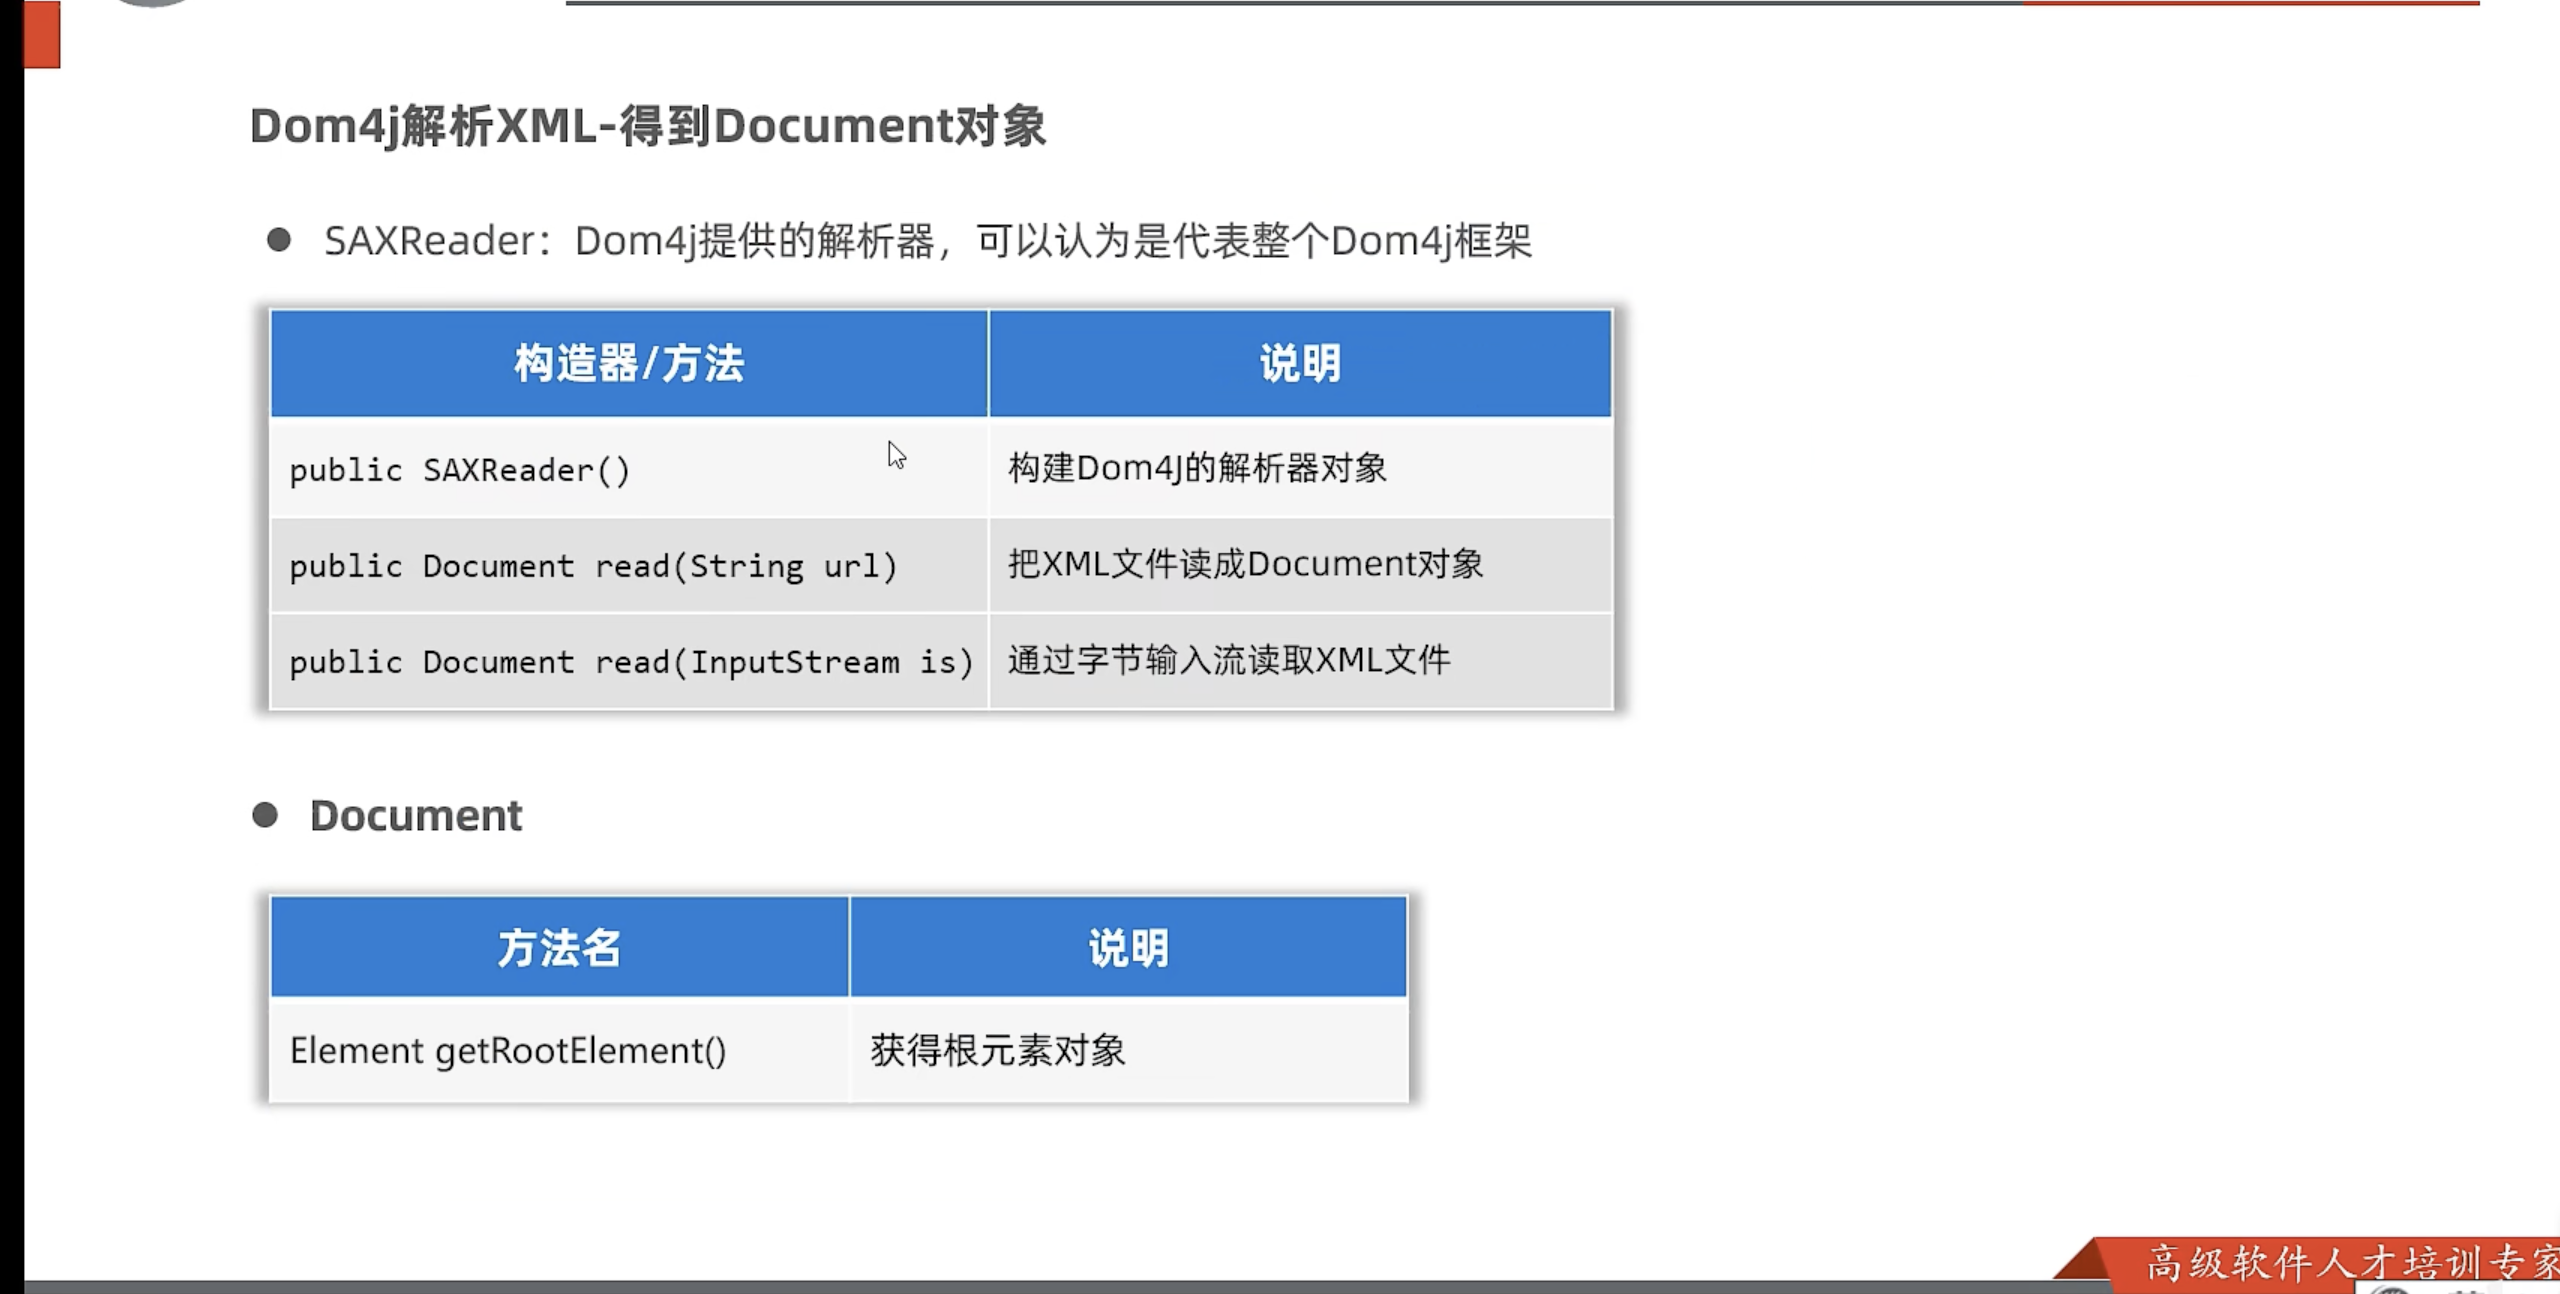 Dom4j解析XML-得到Document对象
● SAXReader：Dom4j提供的解析器，可以认为是代表整个Dom4j框架
构造器/方法 说明
public SAXReader() 构建Dom4J的解析器对象
public Document read(String url) 把XML文件读成Document对象
public Document read(InputStream is) 通过字节输入流读取XML文件
● Document
方法名 说明
Element getRootElement() 获得根元素对象
高级软件人才培训专家